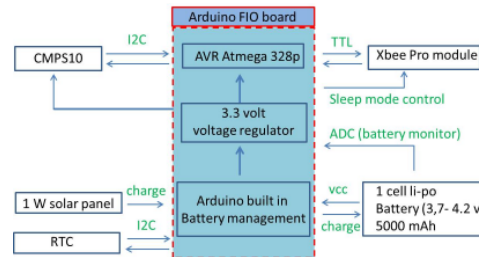 Arduino FIO board
I2C
TTL
CMPS10
AVR Atmega 328p
Xbee Pro module
Sleep mode control
3.3 volt
voltage regulator
ADC (battery monitor)
1 W solar panel
charge
Arduino built in
Battery management
vcc
charge
1 cell li-po
Battery (3,7- 4.2 v
5000 mAh
RTC
I2C